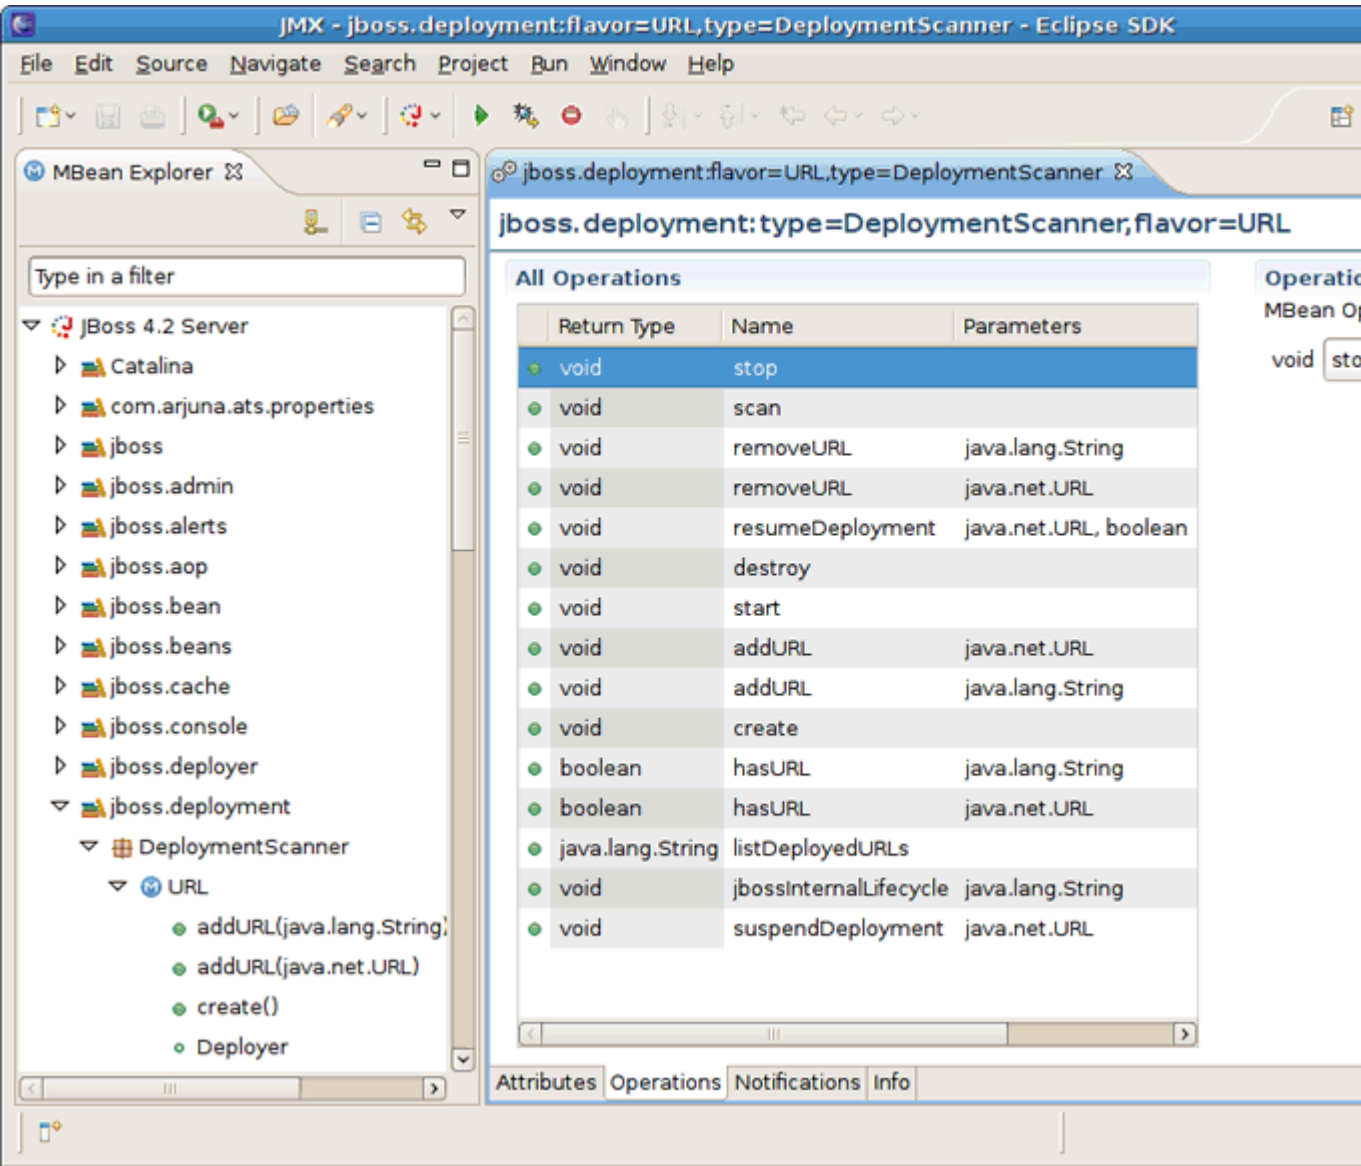 JMX - jboss.deployment:flavor=URL,type=DeploymentScanner - Eclipse SDK
File Edit Source Navigate Search Project Run Window Help
MBean Explorer
jboss.deployment:flavor=URL,type=DeploymentScanner
jboss.deployment:type=DeploymentScanner,flavor=URL
Type in a filter
JBoss 4.2 Server
Catalina
com.arjuna.ats.properties
jboss
jboss.admin
jboss.alerts
jboss.aop
jboss.bean
jboss.beans
jboss.cache
jboss.console
jboss.deployer
jboss.deployment
DeploymentScanner
URL
addURL(java.lang.String)
addURL(java.net.URL)
create()
Deployer
All Operations
Return Type Name Parameters
void stop
void scan
void removeURL java.lang.String
void removeURL java.net.URL
void resumeDeployment java.net.URL, boolean
void destroy
void start
void addURL java.net.URL
void addURL java.lang.String
void create
boolean hasURL java.lang.String
boolean hasURL java.net.URL
java.lang.String listDeployedURLs
void jbossInternalLifecycle java.lang.String
void suspendDeployment java.net.URL
Operatio
MBean Op
void sto
Attributes Operations Notifications Info